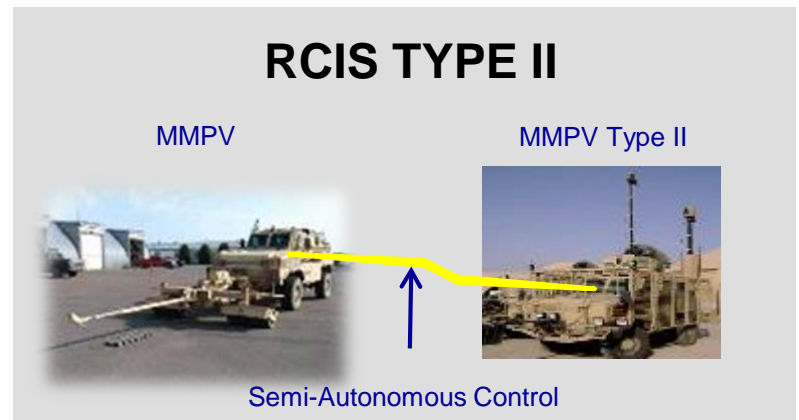 RCIS TYPE II
MMPV
MMPV Type II
Semi-Autonomous Control